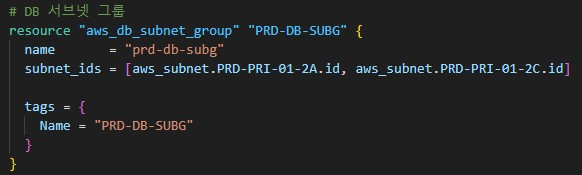 # DB 서브넷 그룹
resource "aws_db_subnet_group" "PRD-DB-SUBG" {
  name       = "prd-db-subg"
  subnet_ids = [aws_subnet.PRD-PRI-01-2A.id, aws_subnet.PRD-PRI-01-2C.id]

  tags = {
    Name = "PRD-DB-SUBG"
  }
}